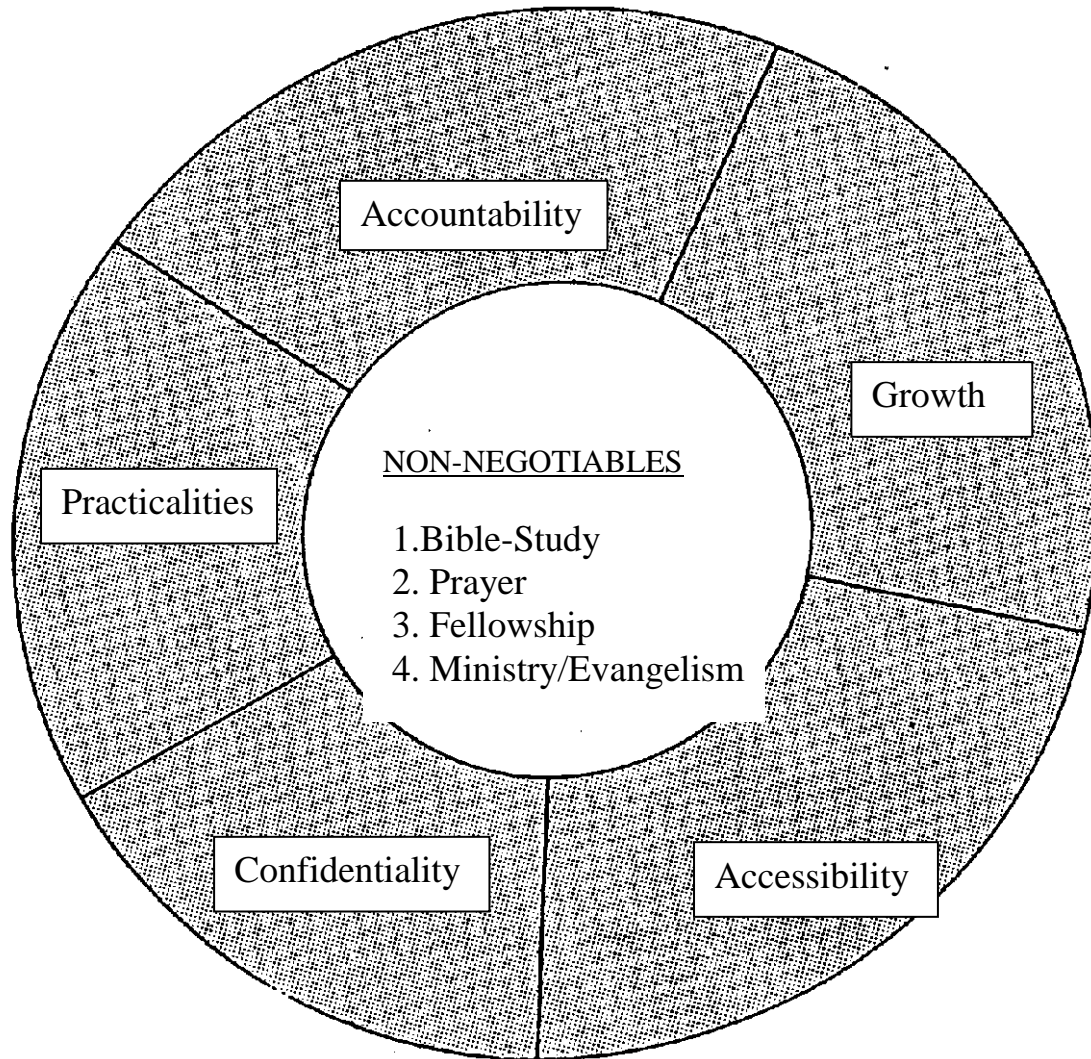 Accountability
Growth
NON-NEGOTIABLES
Practicalities
1.Bible-Study
2. Prayer
3. Fellowship
4. Ministry/Evangelism
Confidentiality
Accessibility